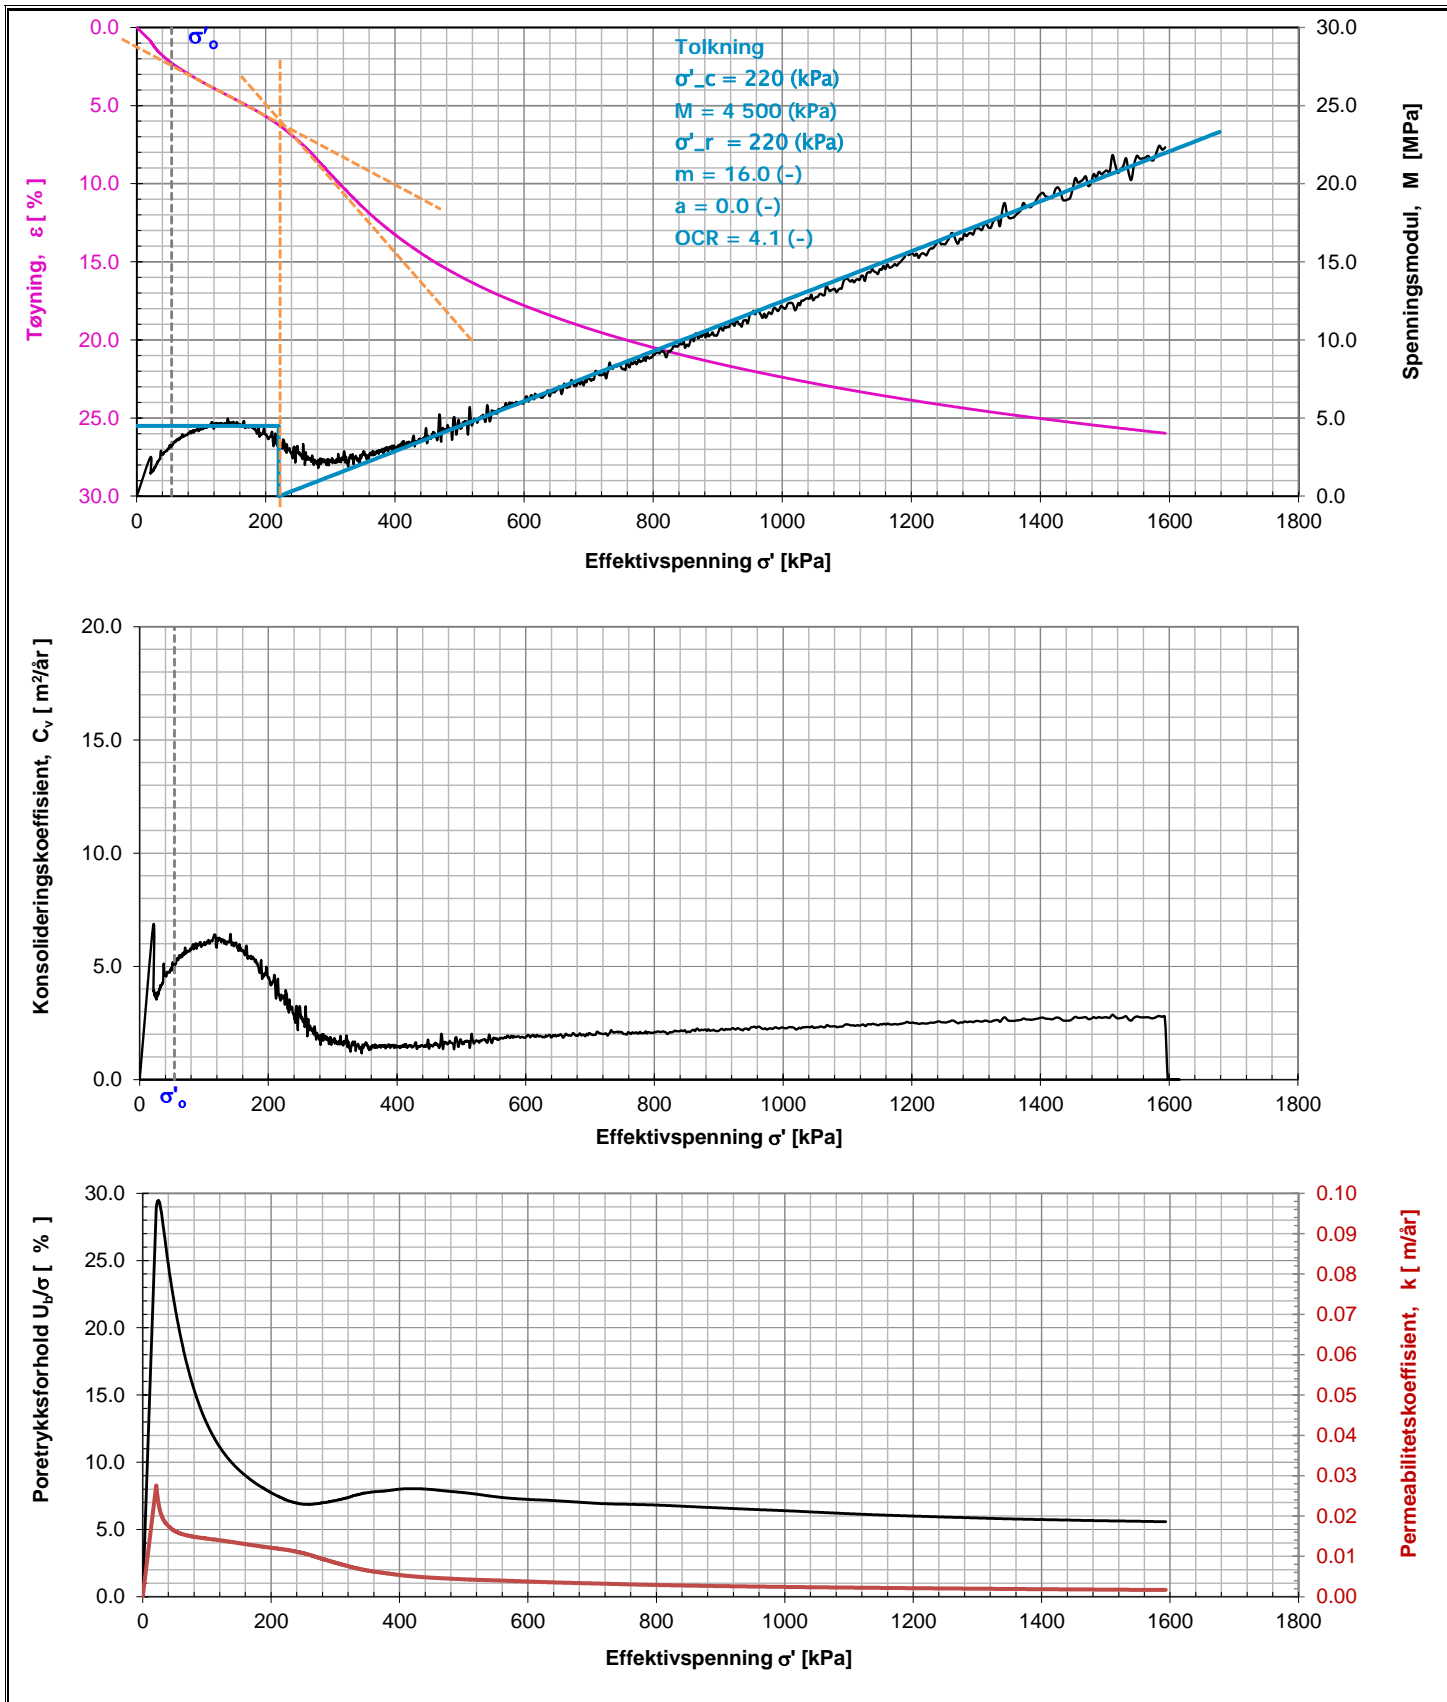 σ'o
Tolkning
σ'_c = 220 (kPa)
M = 4 500 (kPa)
σ'_r = 220 (kPa)
m = 16.0 (-)
a = 0.0 (-)
OCR = 4.1 (-)
0.0
5.0
10.0
15.0
20.0
25.0
30.0
Tøyning, ε [ % ]
30.0
25.0
20.0
15.0
10.0
5.0
0.0
Spenningsmodul, M [MPa]
0 200 400 600 800 1000 1200 1400 1600 1800
Effektivspenning σ' [kPa]
20.0
15.0
10.0
5.0
0.0
Konsolideringskoeffisient, Cv [ m²/år ]
0 200 400 600 800 1000 1200 1400 1600 1800
σ'o
Effektivspenning σ' [kPa]
30.0
25.0
20.0
15.0
10.0
5.0
0.0
Poretrykksforhold Ub/σ [ % ]
0.10
0.09
0.08
0.07
0.06
0.05
0.04
0.03
0.02
0.01
0.00
Permeabilitetskoeffisient, k [ m/år]
0 200 400 600 800 1000 1200 1400 1600 1800
Effektivspenning σ' [kPa]